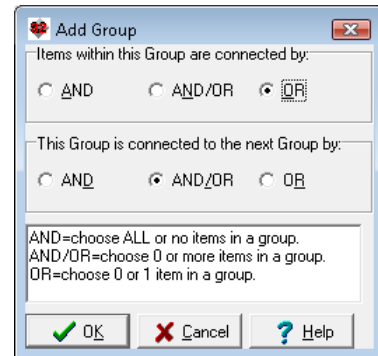 Add Group
Items within this Group are connected by:
AND AND/OR OR
This Group is connected to the next Group by:
AND AND/OR OR
AND=choose ALL or no items in a group.
AND/OR=choose 0 or more items in a group.
OR=choose 0 or 1 item in a group.
OK Cancel Help